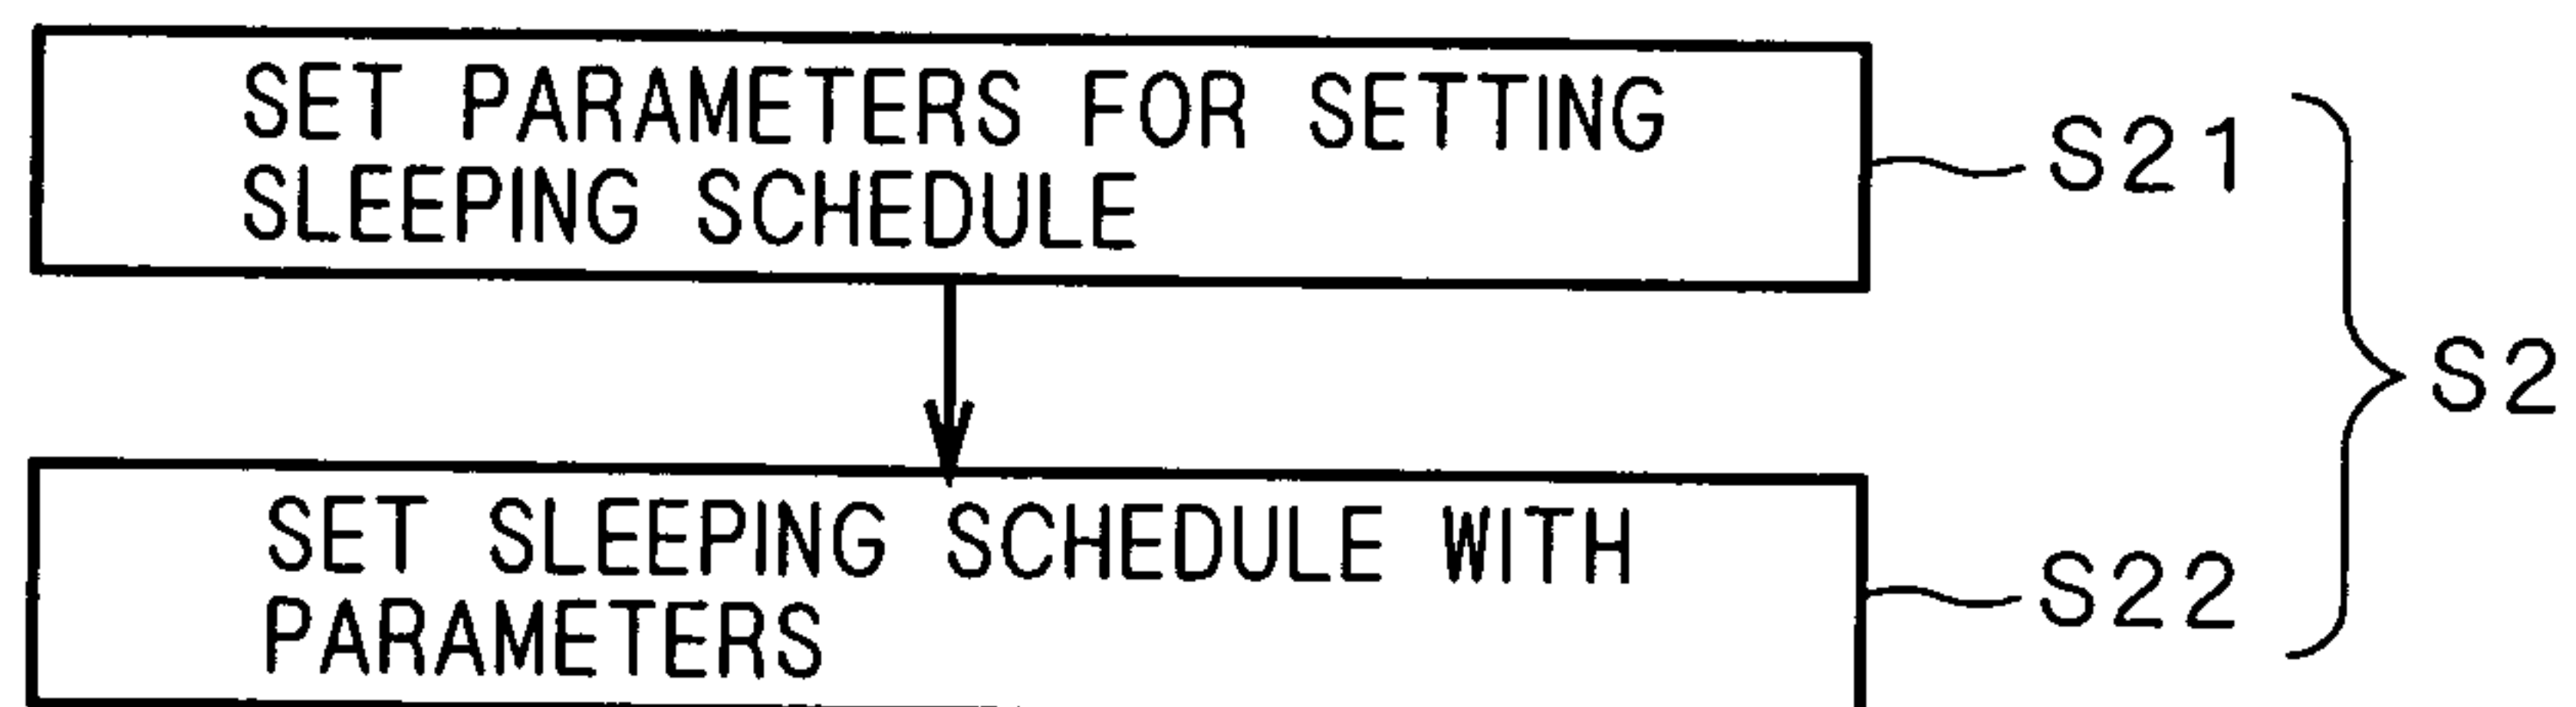 SET PARAMETERS FOR SETTING
SLEEPING SCHEDULE
S21
S2
SET SLEEPING SCHEDULE WITH
PARAMETERS
S22